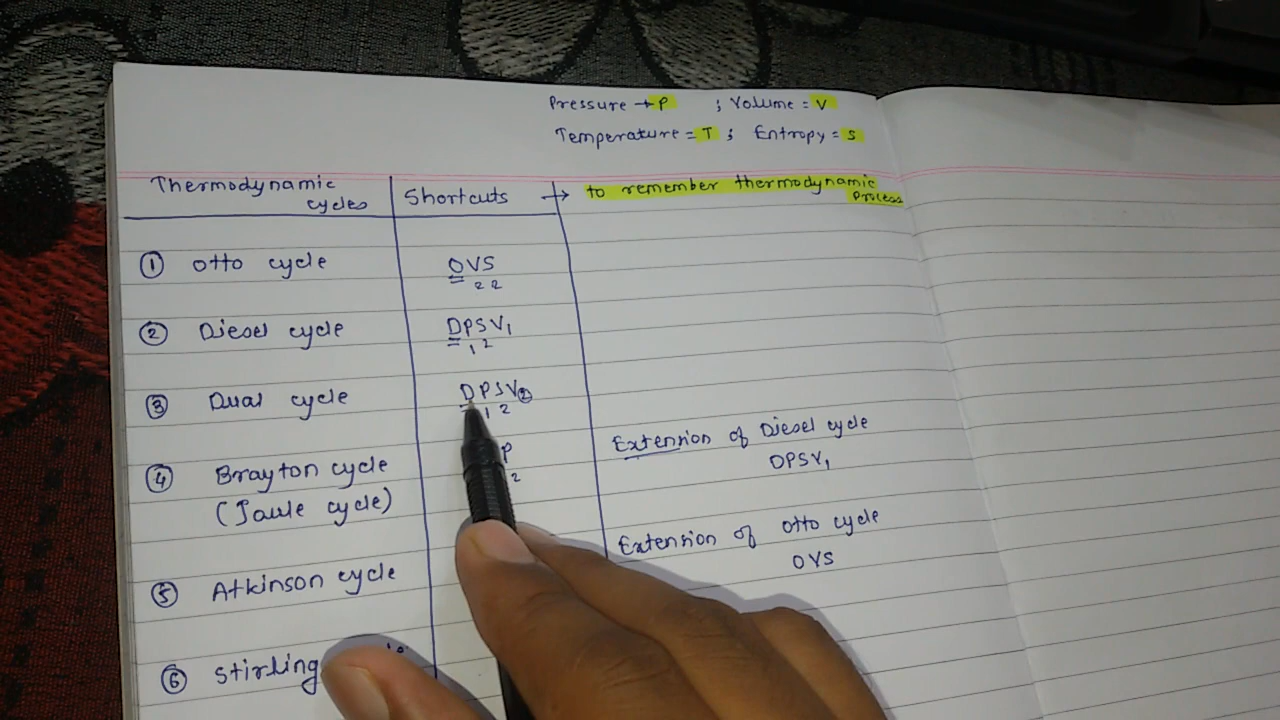 Pressure → P ; Volume = V
Temperature = T ; Entropy = S
Thermodynamic cycles
Shortcuts → to remember thermodynamic Process
① Otto cycle OVS
2 2
② Diesel cycle DPSV1
1 2
③ Dual cycle DPSV②
1 2
④ Brayton cycle P
(Joule cycle) 2
Extension of Diesel cycle
DPSV1
⑤ Atkinson cycle
Extension of Otto cycle
OVS
⑥ Stirling